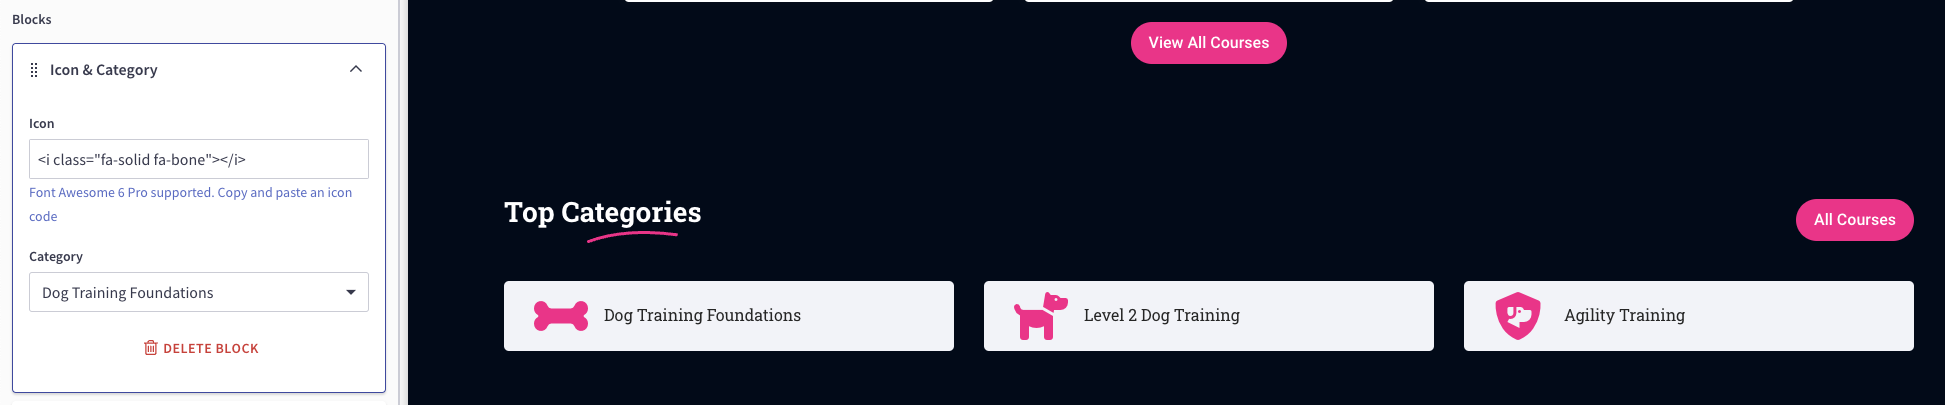 Blocks
Icon & Category
Icon
<i class="fa-solid fa-bone"></i>
Font Awesome 6 Pro supported. Copy and paste an icon
code
Category
Dog Training Foundations
DELETE BLOCK
View All Courses
Top Categories
All Courses
Dog Training Foundations
Level 2 Dog Training
Agility Training